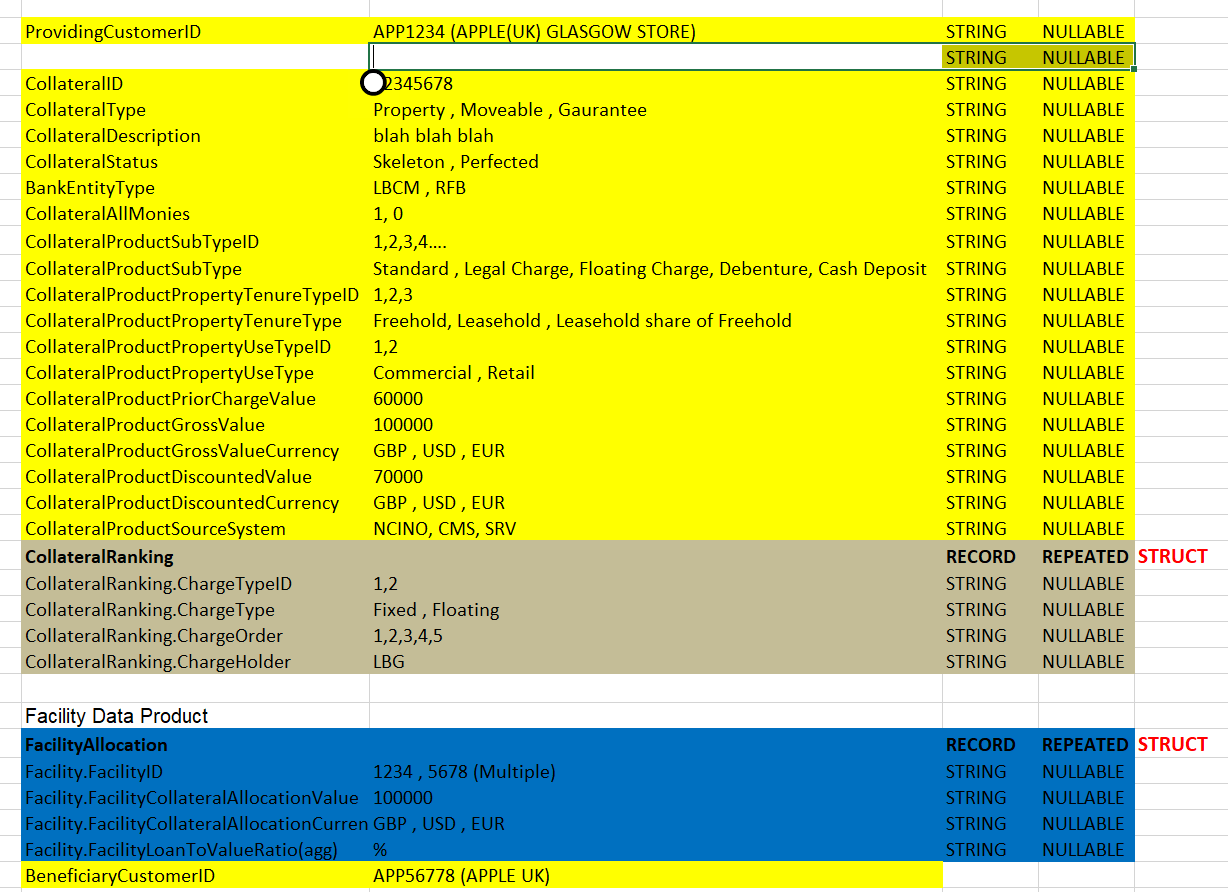 ProvidingCustomerID APP1234 (APPLE(UK) GLASGOW STORE) STRING NULLABLE
STRING NULLABLE
CollateralID 2345678 STRING NULLABLE
CollateralType Property , Moveable , Gaurantee STRING NULLABLE
CollateralDescription blah blah blah STRING NULLABLE
CollateralStatus Skeleton , Perfected STRING NULLABLE
BankEntityType LBCM , RFB STRING NULLABLE
CollateralAllMonies 1, 0 STRING NULLABLE
CollateralProductSubTypeID 1,2,3,4.... STRING NULLABLE
CollateralProductSubType Standard , Legal Charge, Floating Charge, Debenture, Cash Deposit STRING NULLABLE
CollateralProductPropertyTenureTypeID 1,2,3 STRING NULLABLE
CollateralProductPropertyTenureType Freehold, Leasehold , Leasehold share of Freehold STRING NULLABLE
CollateralProductPropertyUseTypeID 1,2 STRING NULLABLE
CollateralProductPropertyUseType Commercial , Retail STRING NULLABLE
CollateralProductPriorChargeValue 60000 STRING NULLABLE
CollateralProductGrossValue 100000 STRING NULLABLE
CollateralProductGrossValueCurrency GBP , USD , EUR STRING NULLABLE
CollateralProductDiscountedValue 70000 STRING NULLABLE
CollateralProductDiscountedCurrency GBP , USD , EUR STRING NULLABLE
CollateralProductSourceSystem NCINO, CMS, SRV STRING NULLABLE
CollateralRanking RECORD REPEATED STRUCT
CollateralRanking.ChargeTypeID 1,2 STRING NULLABLE
CollateralRanking.ChargeType Fixed , Floating STRING NULLABLE
CollateralRanking.ChargeOrder 1,2,3,4,5 STRING NULLABLE
CollateralRanking.ChargeHolder LBG STRING NULLABLE
Facility Data Product
FacilityAllocation RECORD REPEATED STRUCT
Facility.FacilityID 1234 , 5678 (Multiple) STRING NULLABLE
Facility.FacilityCollateralAllocationValue 100000 STRING NULLABLE
Facility.FacilityCollateralAllocationCurren GBP , USD , EUR STRING NULLABLE
Facility.FacilityLoanToValueRatio(agg) % STRING NULLABLE
BeneficiaryCustomerID APP56778 (APPLE UK)